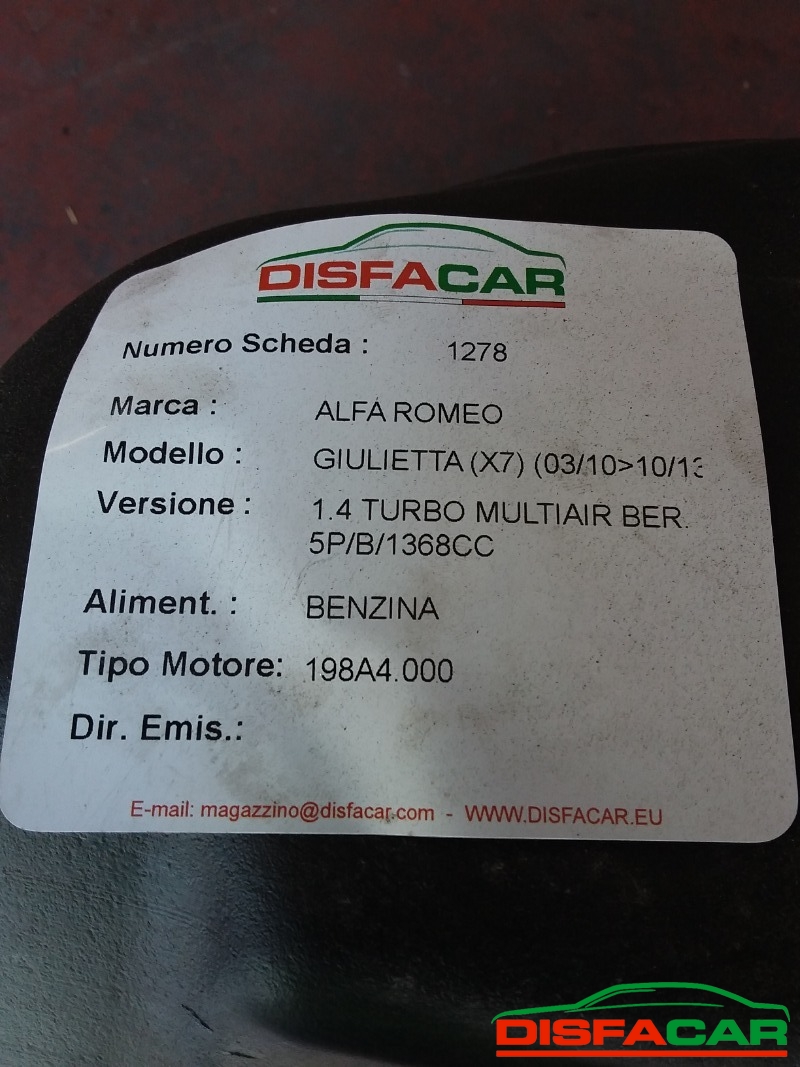 DISFACAR
Numero Scheda : 1278
Marca : ALFA ROMEO
Modello : GIULIETTA (X7) (03/10>10/13
Versione : 1.4 TURBO MULTIAIR BER.
5P/B/1368CC
Aliment. : BENZINA
Tipo Motore: 198A4.000
Dir. Emis.:
E-mail: magazzino@disfacar.com - WWW.DISFACAR.EU
DISFACAR